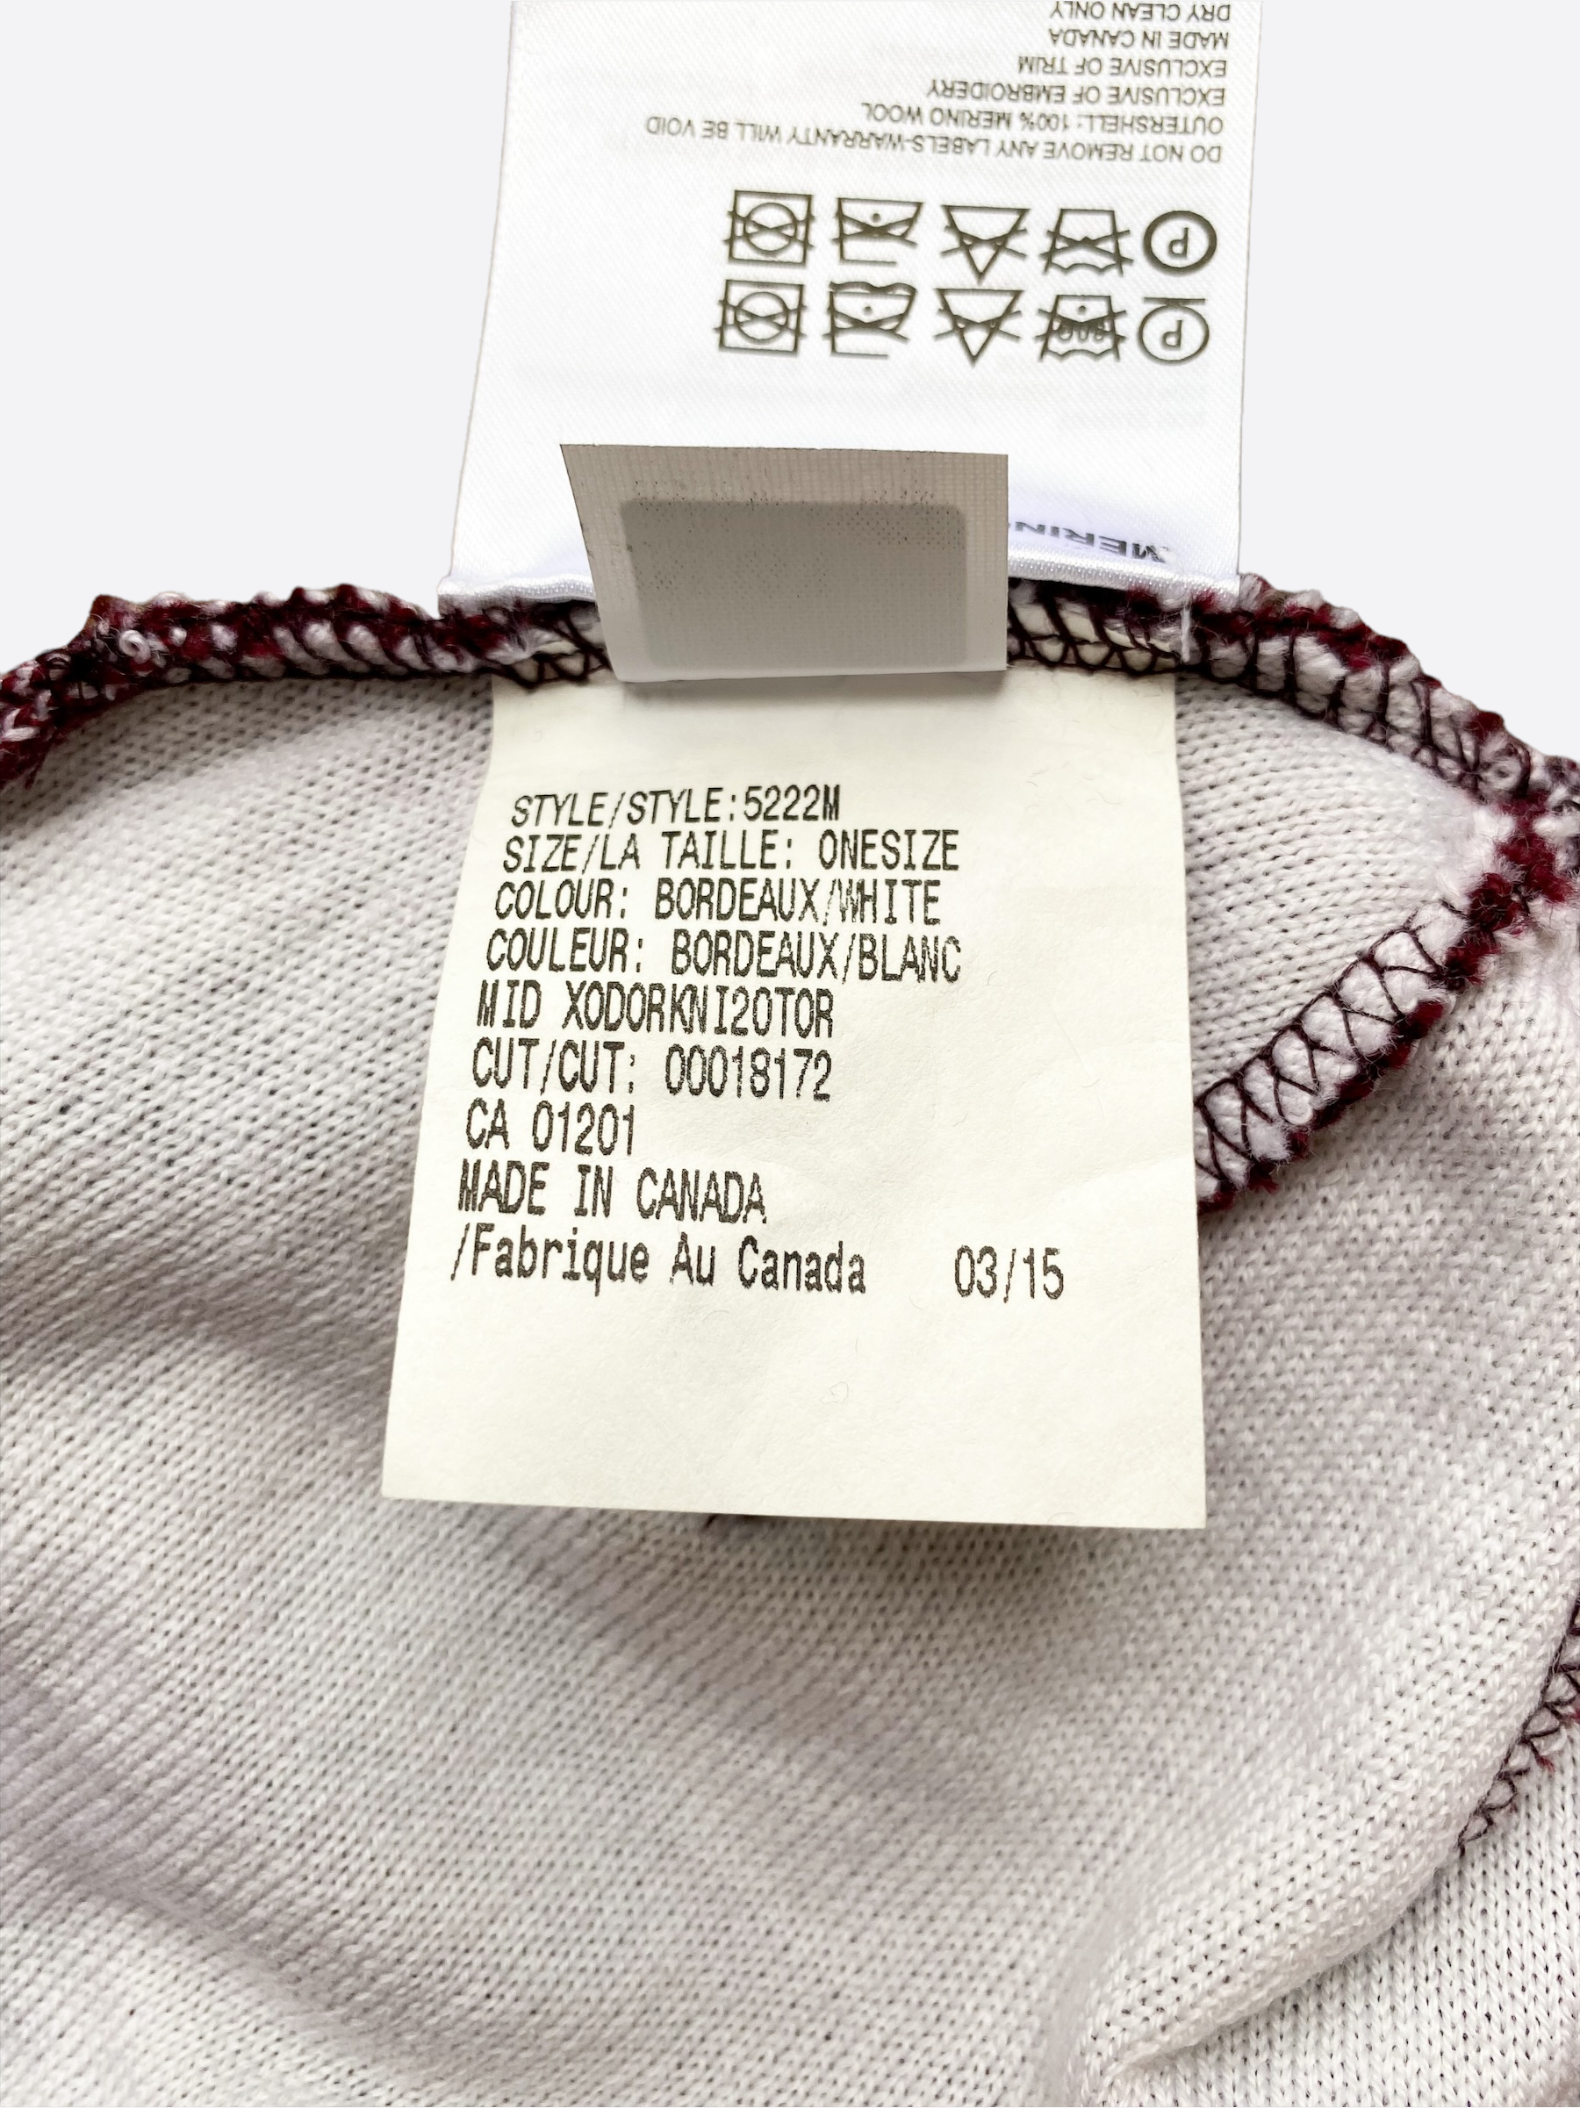 DO NOT REMOVE ANY LABELS-WARRANTY WILL BE VOID
OUTERSHELL: 100% MERINO WOOL
EXCLUSIVE OF EMBROIDERY
EXCLUSIVE OF TRIM
MADE IN CANADA
DRY CLEAN ONLY
P
P
STYLE/STYLE:5222M
SIZE/LA TAILLE: ONESIZE
COLOUR: BORDEAUX/WHITE
COULEUR: BORDEAUX/BLANC
MID XODORKNI20TOR
CUT/CUT: 00018172
CA 01201
MADE IN CANADA
/Fabrique Au Canada 03/15